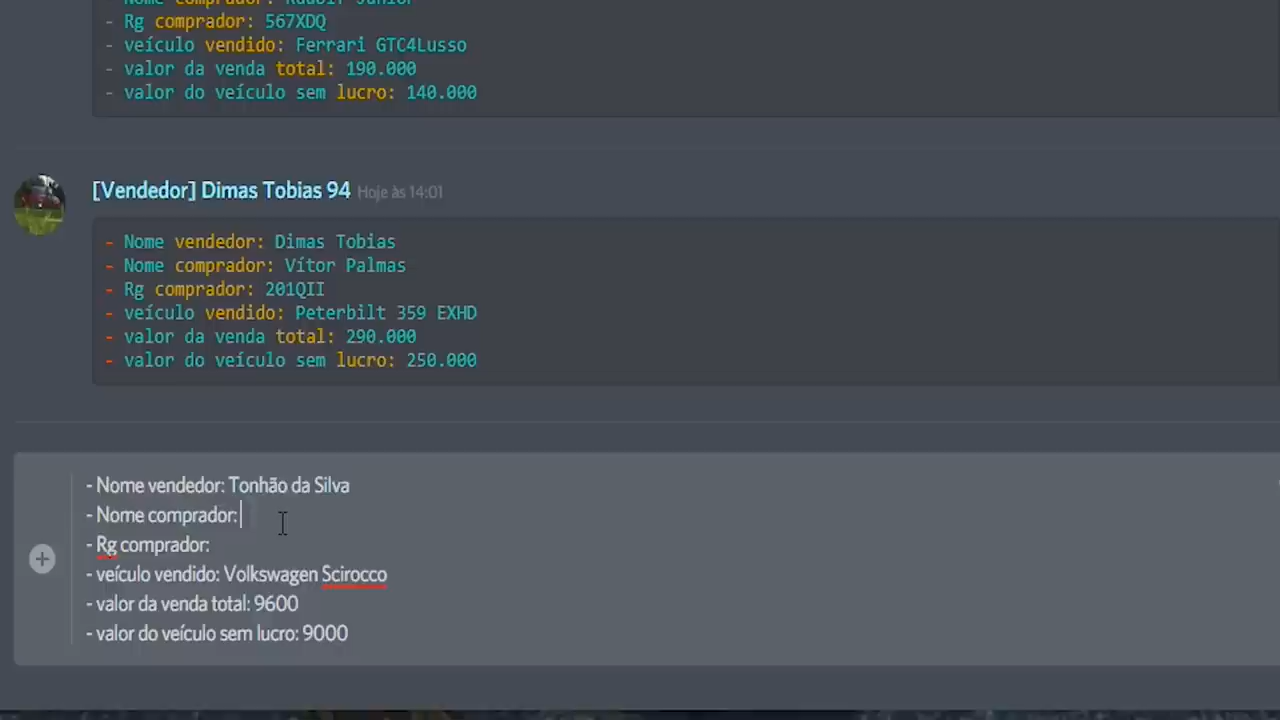 - Rg comprador: 567XDQ
- veículo vendido: Ferrari GTC4Lusso
- valor da venda total: 190.000
- valor do veículo sem lucro: 140.000
[Vendedor] Dimas Tobias 94 Hoje às 14:01
- Nome vendedor: Dimas Tobias
- Nome comprador: Vítor Palmas
- Rg comprador: 201QII
- veículo vendido: Peterbilt 359 EXHD
- valor da venda total: 290.000
- valor do veículo sem lucro: 250.000
- Nome vendedor: Tonhão da Silva
- Nome comprador:
- Rg comprador:
- veículo vendido: Volkswagen Scirocco
- valor da venda total: 9600
- valor do veículo sem lucro: 9000